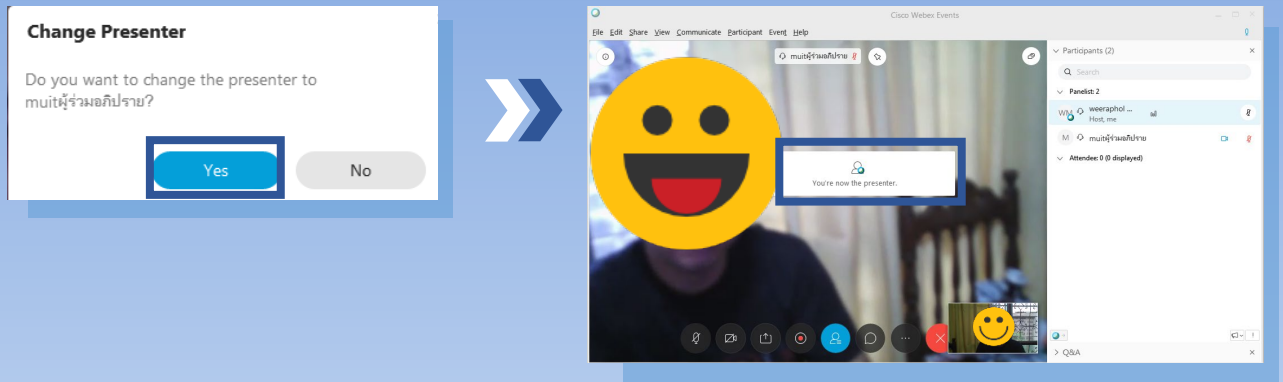 Change Presenter
Do you want to change the presenter to
muitผู้ร่วมอภิปราย?
Yes
No
Cisco Webex Events
File Edit Share View Communicate Participant Event Help
muitผู้ร่วมอภิปราย
Participants (2)
Search
Panelist: 2
WM
weeraphol ...
Host, me
M muitผู้ร่วมอภิปราย
Attendee: 0 (0 displayed)
You're now the presenter.
Q&A